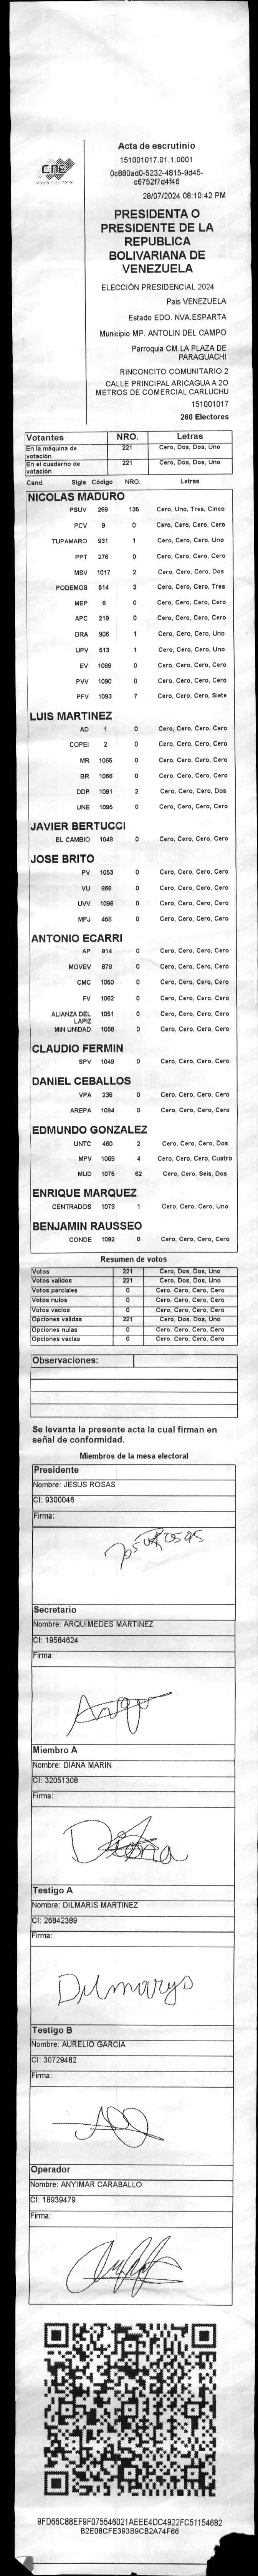 CNE
Acta de escrutinio
151001017.01.1.0001
0c880ad0-5232-4815-9d45-
c6752f7d4f46
28/07/2024 08:10:42 PM
PRESIDENTA O
PRESIDENTE DE LA
REPUBLICA
BOLIVARIANA DE
VENEZUELA
ELECCIÓN PRESIDENCIAL 2024
Pais VENEZUELA
Estado EDO. NVA.ESPARTA
Municipio MP. ANTOLIN DEL CAMPO
Parroquia CM.LA PLAZA DE
PARAGUACHI
RINCONCITO COMUNITARIO 2
CALLE PRINCIPAL ARICAGUA A 20
METROS DE COMERCIAL CARLUCHU
151001017
260 Electores
Votantes NRO. Letras
En la máquina de votación 221 Cero, Dos, Dos, Uno
En el cuaderno de votación 221 Cero, Dos, Dos, Uno
Cand. Sigla Código NRO. Letras
NICOLAS MADURO
PSUV 269 135 Cero, Uno, Tres, Cinco
PCV 9 0 Cero, Cero, Cero, Cero
TUPAMARO 931 1 Cero, Cero, Cero, Uno
PPT 276 0 Cero, Cero, Cero, Cero
MSV 1017 2 Cero, Cero, Cero, Dos
PODEMOS 514 3 Cero, Cero, Cero, Tres
MEP 6 0 Cero, Cero, Cero, Cero
APC 219 0 Cero, Cero, Cero, Cero
ORA 906 1 Cero, Cero, Cero, Uno
UPV 513 1 Cero, Cero, Cero, Uno
EV 1089 0 Cero, Cero, Cero, Cero
PVV 1090 0 Cero, Cero, Cero, Cero
PFV 1093 7 Cero, Cero, Cero, Siete
LUIS MARTINEZ
AD 1 0 Cero, Cero, Cero, Cero
COPEI 2 0 Cero, Cero, Cero, Cero
MR 1065 0 Cero, Cero, Cero, Cero
BR 1066 0 Cero, Cero, Cero, Cero
DDP 1091 2 Cero, Cero, Cero, Dos
UNE 1095 0 Cero, Cero, Cero, Cero
JAVIER BERTUCCI
EL CAMBIO 1048 0 Cero, Cero, Cero, Cero
JOSE BRITO
PV 1053 0 Cero, Cero, Cero, Cero
VU 869 0 Cero, Cero, Cero, Cero
UVV 1096 0 Cero, Cero, Cero, Cero
MPJ 458 0 Cero, Cero, Cero, Cero
ANTONIO ECARRI
AP 914 0 Cero, Cero, Cero, Cero
MOVEV 978 0 Cero, Cero, Cero, Cero
CMC 1050 0 Cero, Cero, Cero, Cero
FV 1062 0 Cero, Cero, Cero, Cero
ALIANZA DEL LAPIZ 1051 0 Cero, Cero, Cero, Cero
MIN UNIDAD 1068 0 Cero, Cero, Cero, Cero
CLAUDIO FERMIN
SPV 1049 0 Cero, Cero, Cero, Cero
DANIEL CEBALLOS
VPA 236 0 Cero, Cero, Cero, Cero
AREPA 1094 0 Cero, Cero, Cero, Cero
EDMUNDO GONZALEZ
UNTC 460 2 Cero, Cero, Cero, Dos
MPV 1069 4 Cero, Cero, Cero, Cuatro
MUD 1075 62 Cero, Cero, Seis, Dos
ENRIQUE MARQUEZ
CENTRADOS 1073 1 Cero, Cero, Cero, Uno
BENJAMIN RAUSSEO
CONDE 1092 0 Cero, Cero, Cero, Cero
Resumen de votos
Votos 221 Cero, Dos, Dos, Uno
Votos validos 221 Cero, Dos, Dos, Uno
Votos parciales 0 Cero, Cero, Cero, Cero
Votos nulos 0 Cero, Cero, Cero, Cero
Votos vacios 0 Cero, Cero, Cero, Cero
Opciones validas 221 Cero, Dos, Dos, Uno
Opciones nulas 0 Cero, Cero, Cero, Cero
Opciones vacias 0 Cero, Cero, Cero, Cero
Observaciones:
Se levanta la presente acta la cual firman en
señal de conformidad.
Miembros de la mesa electoral
Presidente
Nombre: JESUS ROSAS
CI: 9300046
Firma:
Secretario
Nombre: ARQUIMEDES MARTINEZ
CI: 19584624
Firma:
Miembro A
Nombre: DIANA MARIN
CI: 32051308
Firma:
Diana
Testigo A
Nombre: DILMARIS MARTINEZ
CI: 26842389
Firma:
Dilmarys
Testigo B
Nombre: AURELIO GARCIA
CI: 30729482
Firma:
Operador
Nombre: ANYIMAR CARABALLO
CI: 18939479
Firma:
9FD66C88EF9F075546021AEEE4DC4922FC51154682
B2E08CFE393B9CB2A74F66